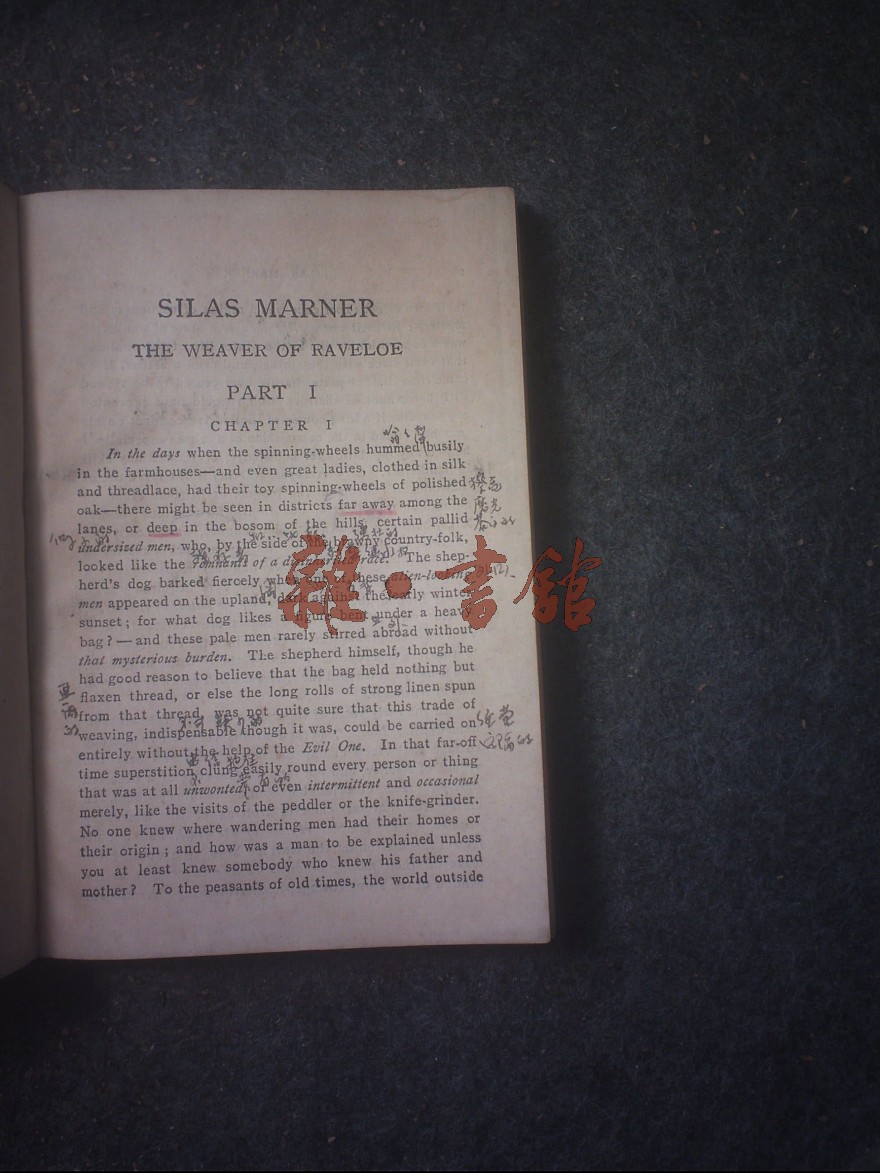 SILAS MARNER
THE WEAVER OF RAVELOE
PART I
CHAPTER I
In the days when the spinning-wheels hummed busily
in the farmhouses—and even great ladies, clothed in silk
and threadlace, had their toy spinning-wheels of polished
oak—there might be seen in districts far away among the
磨光
lanes, or deep in the bosom of the hills, certain pallid
undersized men, who, by the side of the brawny country-folk,
looked like the remnants of a disinherited race. The shep-
herd's dog barked fiercely when one of these alien-looking
men appeared on the upland, dark against the early winter
sunset; for what dog likes a figure bent under a heavy
bag?—and these pale men rarely stirred abroad without
that mysterious burden. The shepherd himself, though he
had good reason to believe that the bag held nothing but
flaxen thread, or else the long rolls of strong linen spun
from that thread, was not quite sure that this trade of
weaving, indispensable though it was, could be carried on
entirely without the help of the Evil One. In that far-off
time superstition clung easily round every person or thing
that was at all unwonted, or even intermittent and occasional
merely, like the visits of the peddler or the knife-grinder.
No one knew where wandering men had their homes or
their origin; and how was a man to be explained unless
you at least knew somebody who knew his father and
mother? To the peasants of old times, the world outside
雜·書館